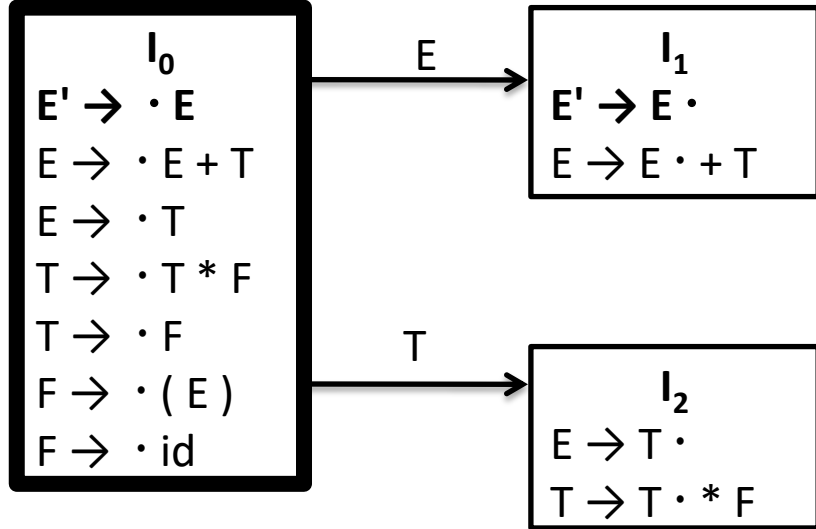 I₀
E' → · E
E → · E + T
E → · T
T → · T * F
T → · F
F → · ( E )
F → · id
E
I₁
E' → E ·
E → E · + T
T
I₂
E → T ·
T → T · * F